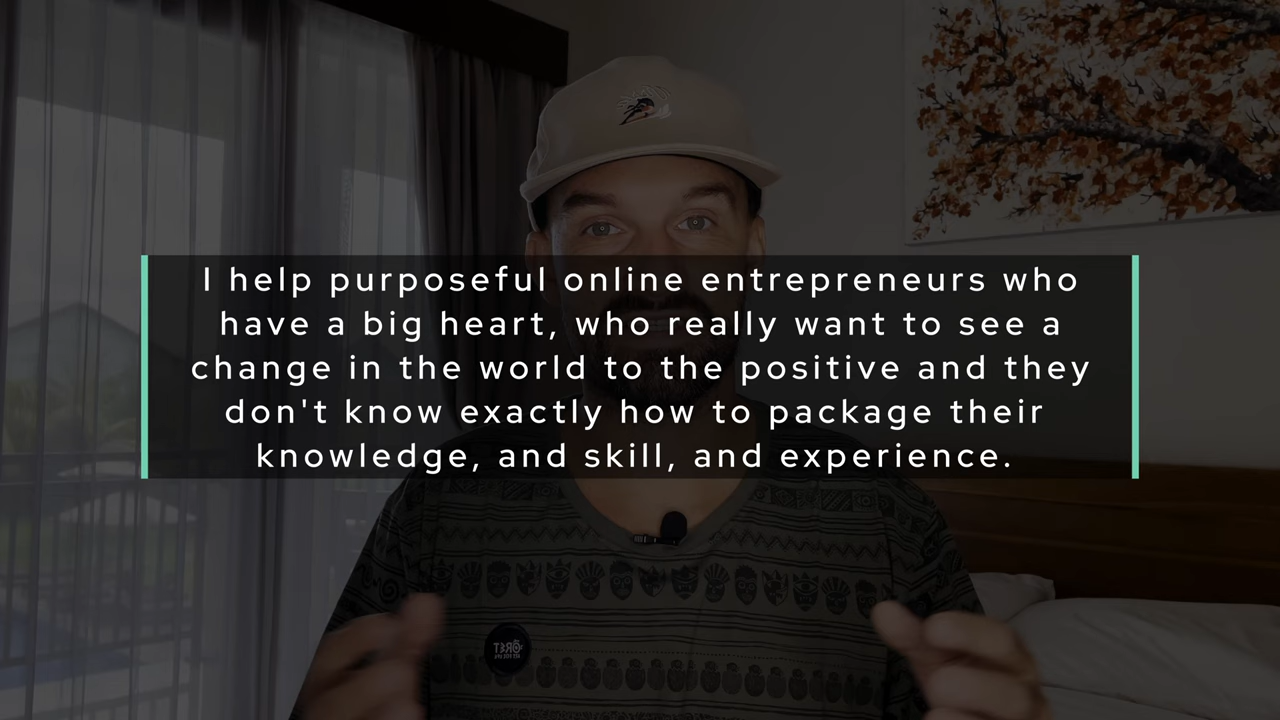 I help purposeful online entrepreneurs who
have a big heart, who really want to see a
change in the world to the positive and they
don't know exactly how to package their
knowledge, and skill, and experience.